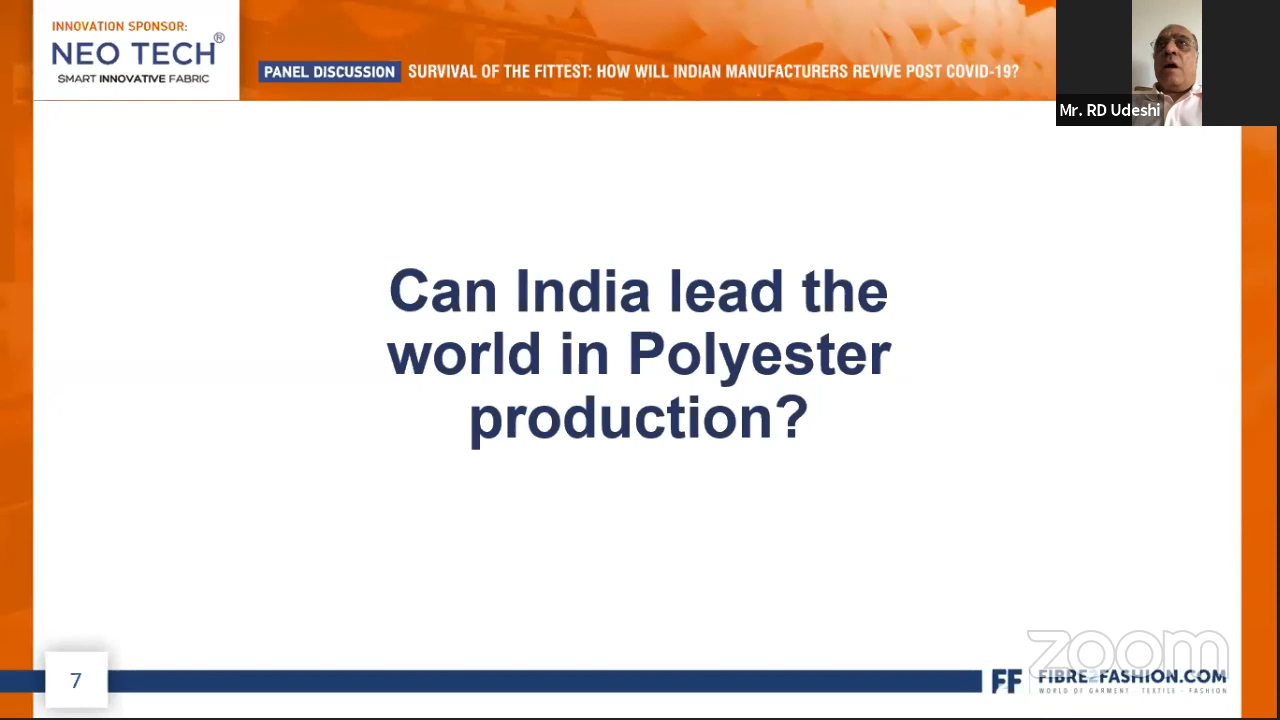 INNOVATION SPONSOR:
NEO TECH®
SMART INNOVATIVE FABRIC
PANEL DISCUSSION SURVIVAL OF THE FITTEST: HOW WILL INDIAN MANUFACTURERS REVIVE POST COVID-19?
Mr. RD Udeshi
Can India lead the
world in Polyester
production?
zoom
7
FF FIBRE2FASHION.COM
WORLD OF GARMENT - TEXTILE - FASHION